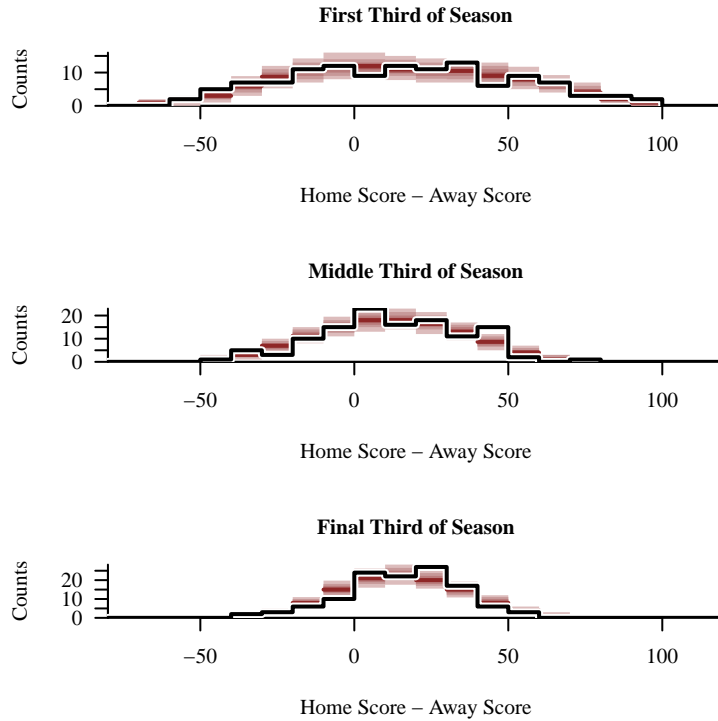 First Third of Season
Counts
10
0
−50
0
50
100
Home Score − Away Score
Middle Third of Season
Counts
20
10
0
−50
0
50
100
Home Score − Away Score
Final Third of Season
Counts
20
10
0
−50
0
50
100
Home Score − Away Score